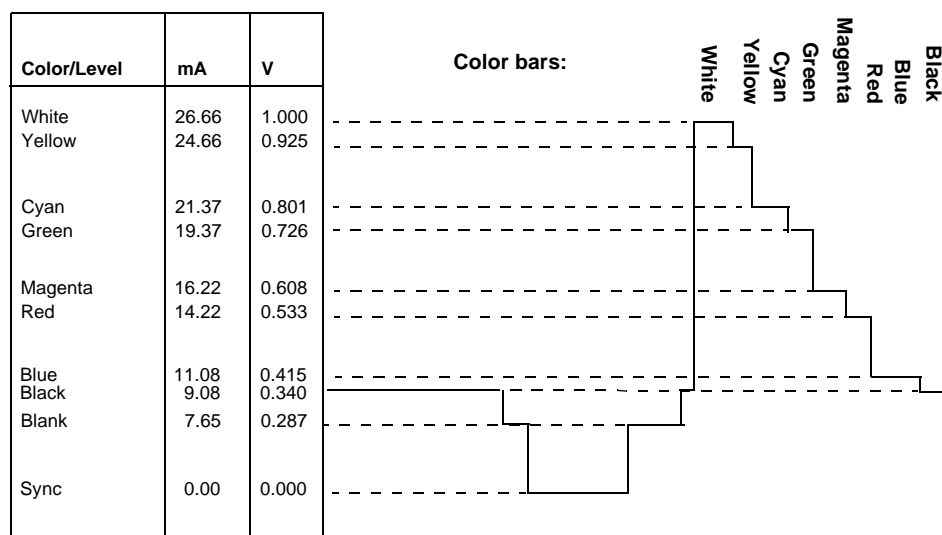 Color/Level mA V
White 26.66 1.000
Yellow 24.66 0.925
Cyan 21.37 0.801
Green 19.37 0.726
Magenta 16.22 0.608
Red 14.22 0.533
Blue 11.08 0.415
Black 9.08 0.340
Blank 7.65 0.287
Sync 0.00 0.000
Color bars:
White
Yellow
Cyan
Green
Magenta
Red
Blue
Black